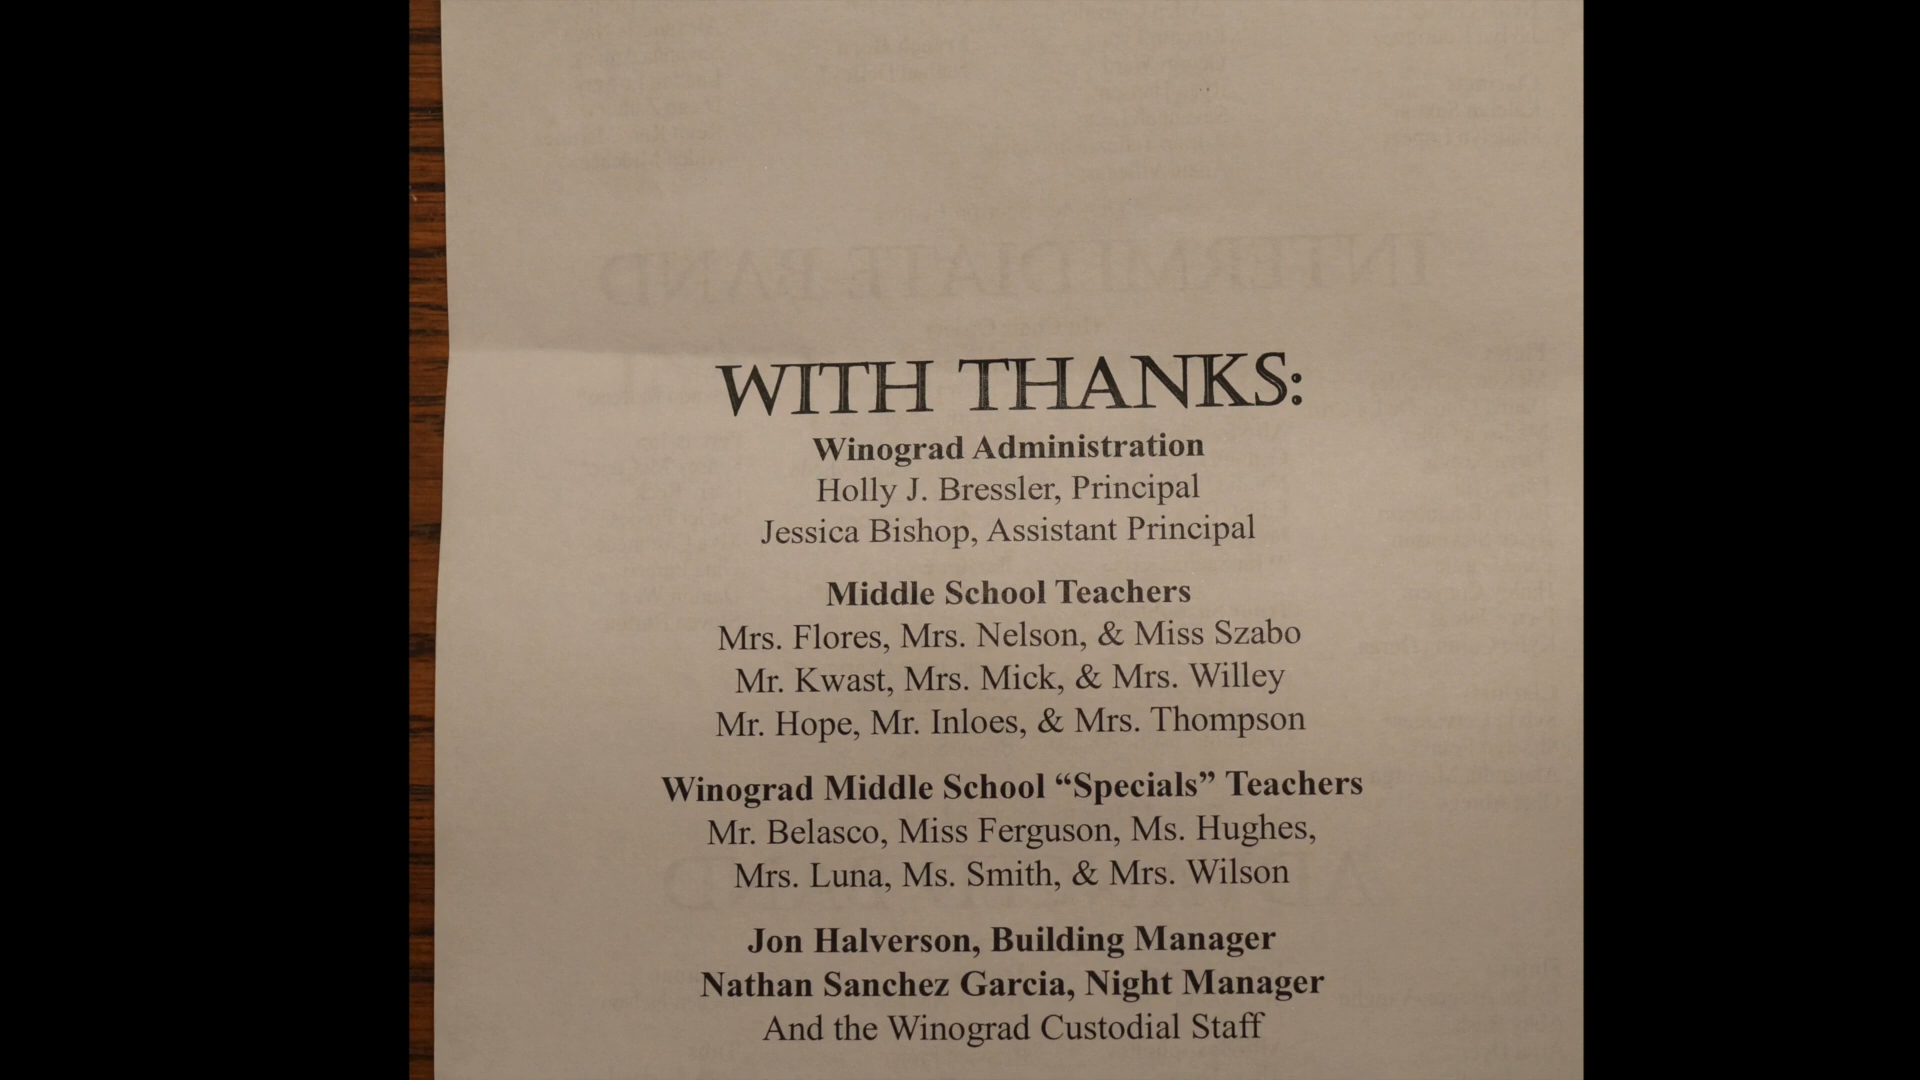 WITH THANKS:
Winograd Administration
Holly J. Bressler, Principal
Jessica Bishop, Assistant Principal
Middle School Teachers
Mrs. Flores, Mrs. Nelson, & Miss Szabo
Mr. Kwast, Mrs. Mick, & Mrs. Willey
Mr. Hope, Mr. Inloes, & Mrs. Thompson
Winograd Middle School “Specials” Teachers
Mr. Belasco, Miss Ferguson, Ms. Hughes,
Mrs. Luna, Ms. Smith, & Mrs. Wilson
Jon Halverson, Building Manager
Nathan Sanchez Garcia, Night Manager
And the Winograd Custodial Staff